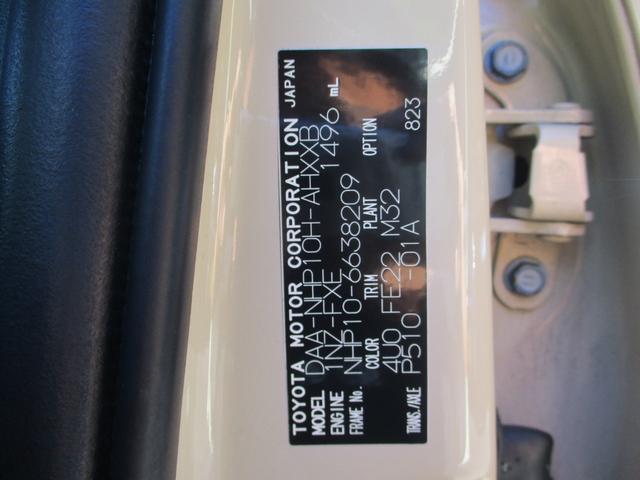 TOYOTA MOTOR CORPORATION JAPAN
MODEL DAA-NHP10H-AHXXB
ENGINE 1NZ-FXE 1496 mL
FRAME No. NHP10-6638209
COLOR TRIM PLANT OPTION
4U0 FE22 M32 823
TRANS./AXLE P510 -01A